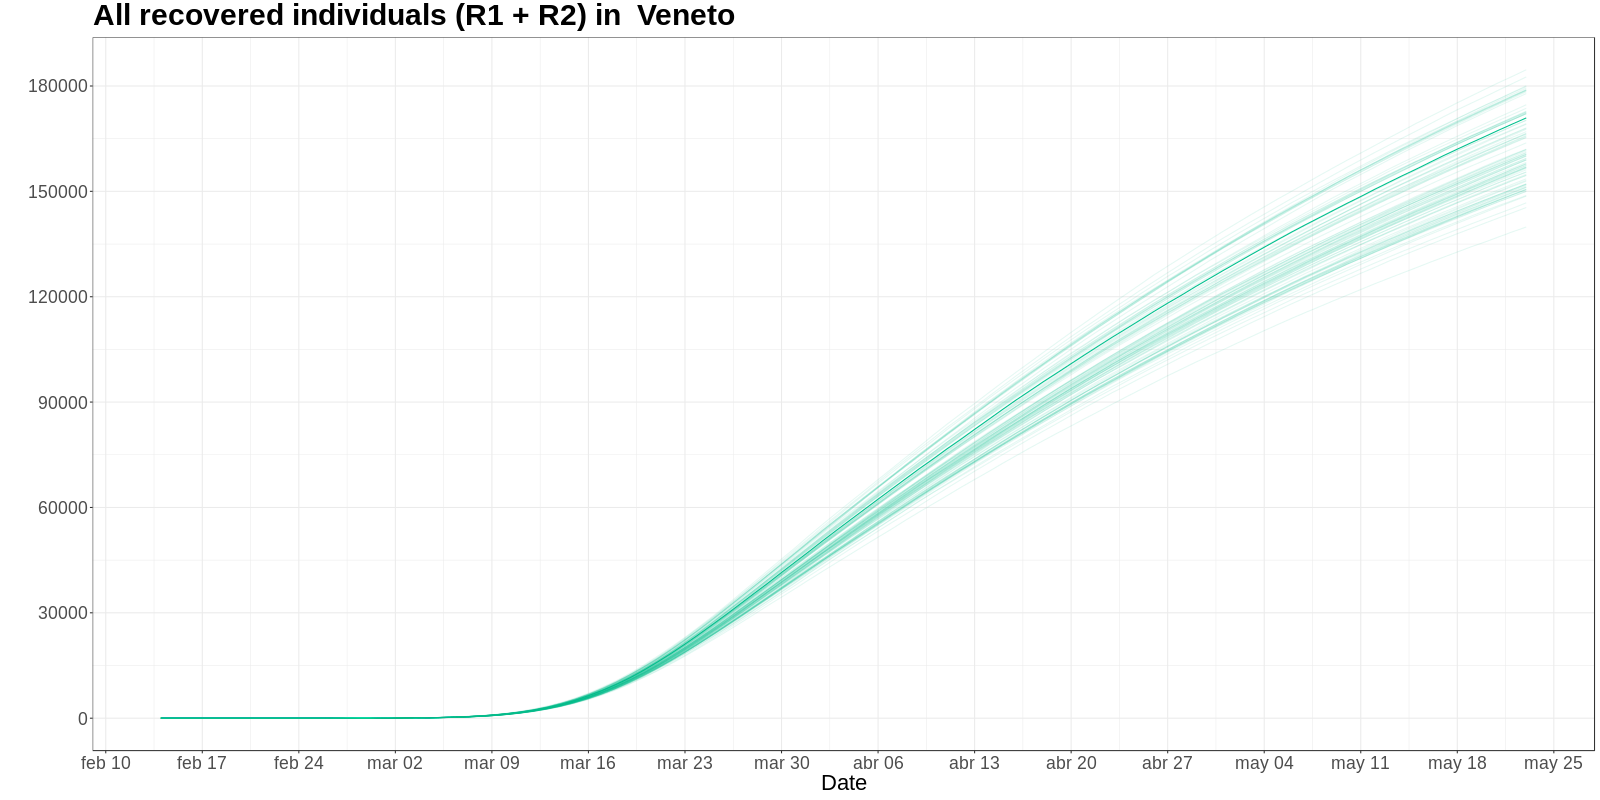 All recovered individuals (R1 + R2) in  Veneto
180000
150000
120000
90000
60000
30000
0
feb 10 feb 17 feb 24 mar 02 mar 09 mar 16 mar 23 mar 30 abr 06 abr 13 abr 20 abr 27 may 04 may 11 may 18 may 25
Date